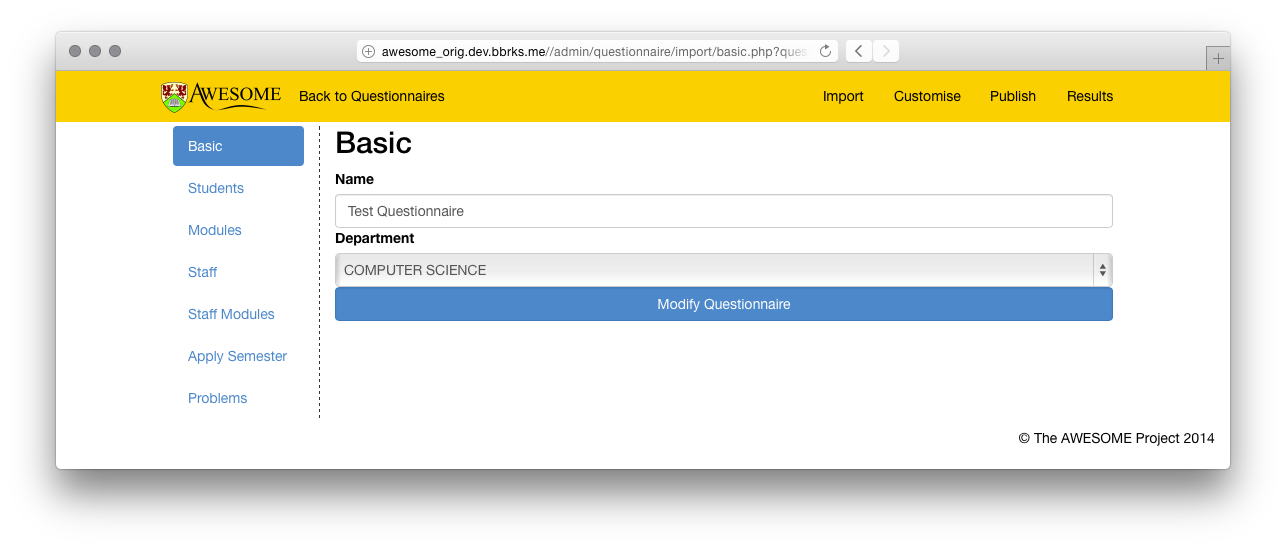 awesome_orig.dev.bbrks.me//admin/questionnaire/import/basic.php?ques
AWESOME Back to Questionnaires Import Customise Publish Results
Basic
Students
Modules
Staff
Staff Modules
Apply Semester
Problems
Basic
Name
Test Questionnaire
Department
COMPUTER SCIENCE
Modify Questionnaire
© The AWESOME Project 2014